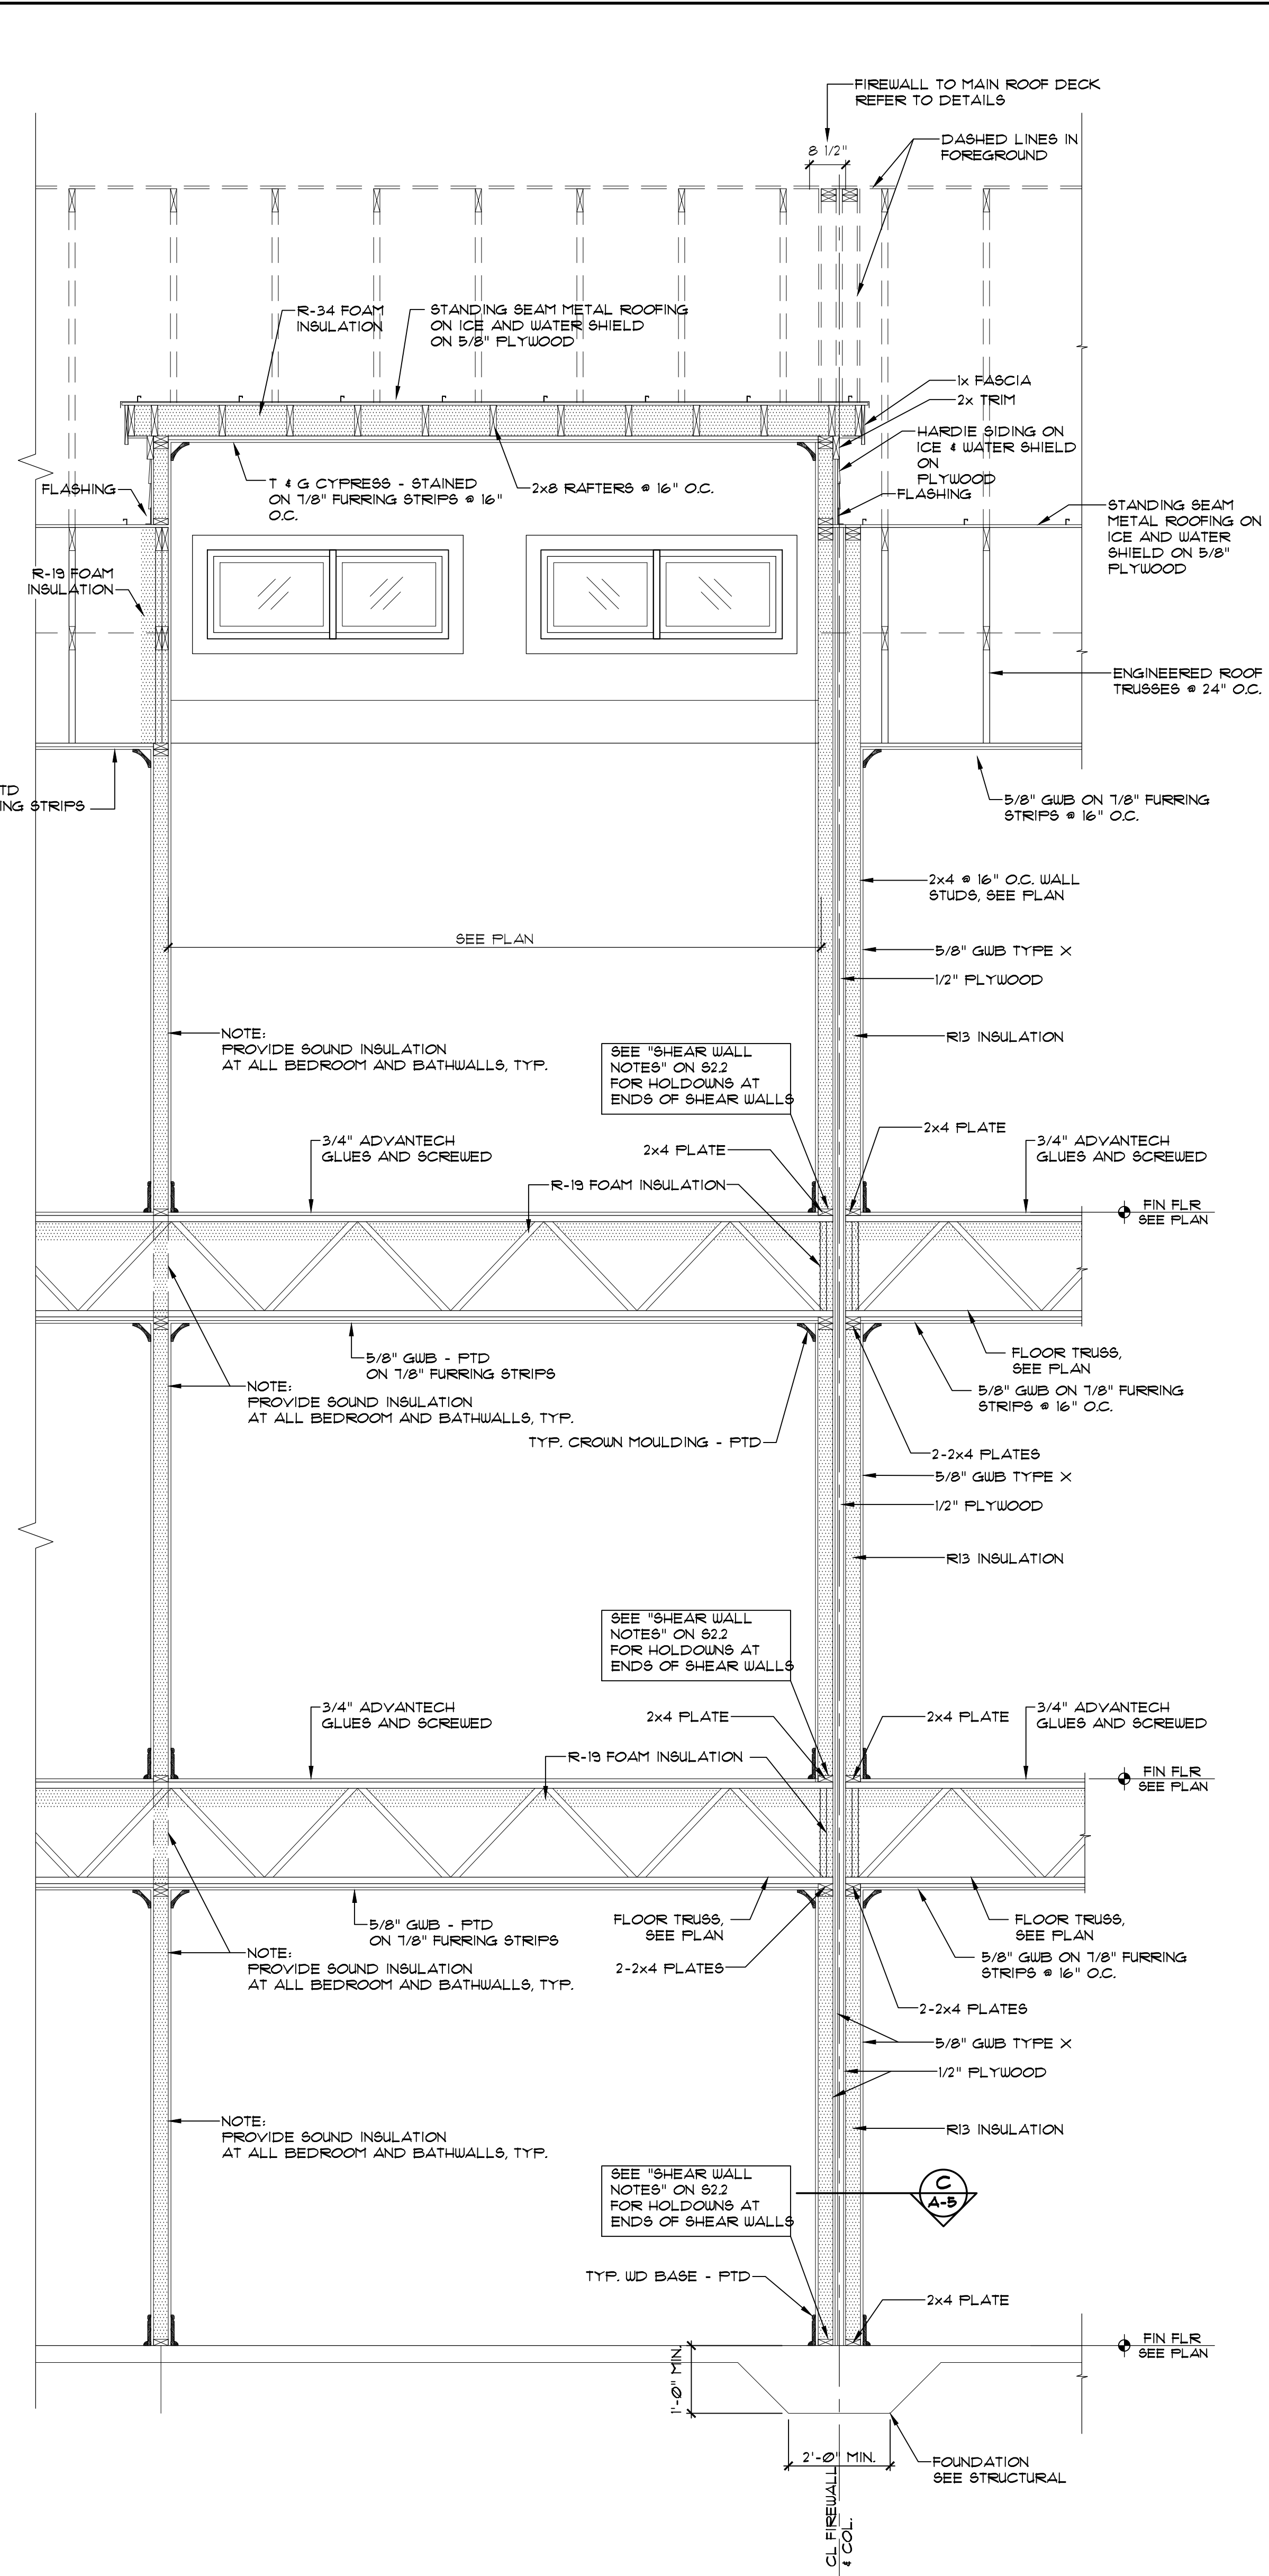 FIREWALL TO MAIN ROOF DECK
REFER TO DETAILS
DASHED LINES IN
FOREGROUND
8 1/2"
R-34 FOAM
INSULATION
STANDING SEAM METAL ROOFING
ON ICE AND WATER SHIELD
ON 5/8" PLYWOOD
1x FASCIA
2x TRIM
HARDIE SIDING ON
ICE & WATER SHIELD
ON
PLYWOOD
FLASHING
FLASHING
T & G CYPRESS - STAINED
ON 7/8" FURRING STRIPS @ 16"
O.C.
2x8 RAFTERS @ 16" O.C.
STANDING SEAM
METAL ROOFING ON
ICE AND WATER
SHIELD ON 5/8"
PLYWOOD
R-19 FOAM
INSULATION
ENGINEERED ROOF
TRUSSES @ 24" O.C.
TD
ING STRIPS
5/8" GWB ON 7/8" FURRING
STRIPS @ 16" O.C.
2x4 @ 16" O.C. WALL
STUDS, SEE PLAN
SEE PLAN
5/8" GWB TYPE X
1/2" PLYWOOD
NOTE:
PROVIDE SOUND INSULATION
AT ALL BEDROOM AND BATHWALLS, TYP.
R13 INSULATION
SEE "SHEAR WALL
NOTES" ON S2.2
FOR HOLDOWNS AT
ENDS OF SHEAR WALLS
3/4" ADVANTECH
GLUES AND SCREWED
2x4 PLATE
2x4 PLATE
3/4" ADVANTECH
GLUES AND SCREWED
R-19 FOAM INSULATION
FIN FLR
SEE PLAN
5/8" GWB - PTD
ON 7/8" FURRING STRIPS
FLOOR TRUSS,
SEE PLAN
NOTE:
PROVIDE SOUND INSULATION
AT ALL BEDROOM AND BATHWALLS, TYP.
5/8" GWB ON 7/8" FURRING
STRIPS @ 16" O.C.
TYP. CROWN MOULDING - PTD
2-2x4 PLATES
5/8" GWB TYPE X
1/2" PLYWOOD
R13 INSULATION
SEE "SHEAR WALL
NOTES" ON S2.2
FOR HOLDOWNS AT
ENDS OF SHEAR WALLS
3/4" ADVANTECH
GLUES AND SCREWED
2x4 PLATE
2x4 PLATE
3/4" ADVANTECH
GLUES AND SCREWED
R-19 FOAM INSULATION
FIN FLR
SEE PLAN
5/8" GWB - PTD
ON 7/8" FURRING STRIPS
FLOOR TRUSS,
SEE PLAN
FLOOR TRUSS,
SEE PLAN
NOTE:
PROVIDE SOUND INSULATION
AT ALL BEDROOM AND BATHWALLS, TYP.
2-2x4 PLATES
5/8" GWB ON 7/8" FURRING
STRIPS @ 16" O.C.
2-2x4 PLATES
5/8" GWB TYPE X
1/2" PLYWOOD
NOTE:
PROVIDE SOUND INSULATION
AT ALL BEDROOM AND BATHWALLS, TYP.
R13 INSULATION
SEE "SHEAR WALL
NOTES" ON S2.2
FOR HOLDOWNS AT
ENDS OF SHEAR WALLS
C
A-5
TYP. WD BASE - PTD
2x4 PLATE
FIN FLR
SEE PLAN
1'-0" MIN.
2'-0" MIN.
FOUNDATION
SEE STRUCTURAL
CL FIREWALL
& COL.